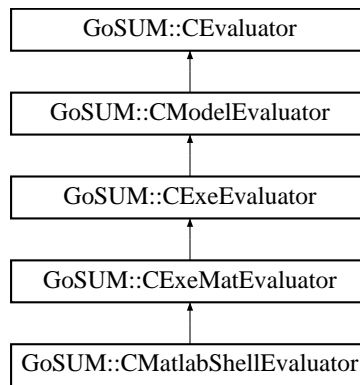 GoSUM::CEvaluator
GoSUM::CModelEvaluator
GoSUM::CExeEvaluator
GoSUM::CExeMatEvaluator
GoSUM::CMatlabShellEvaluator